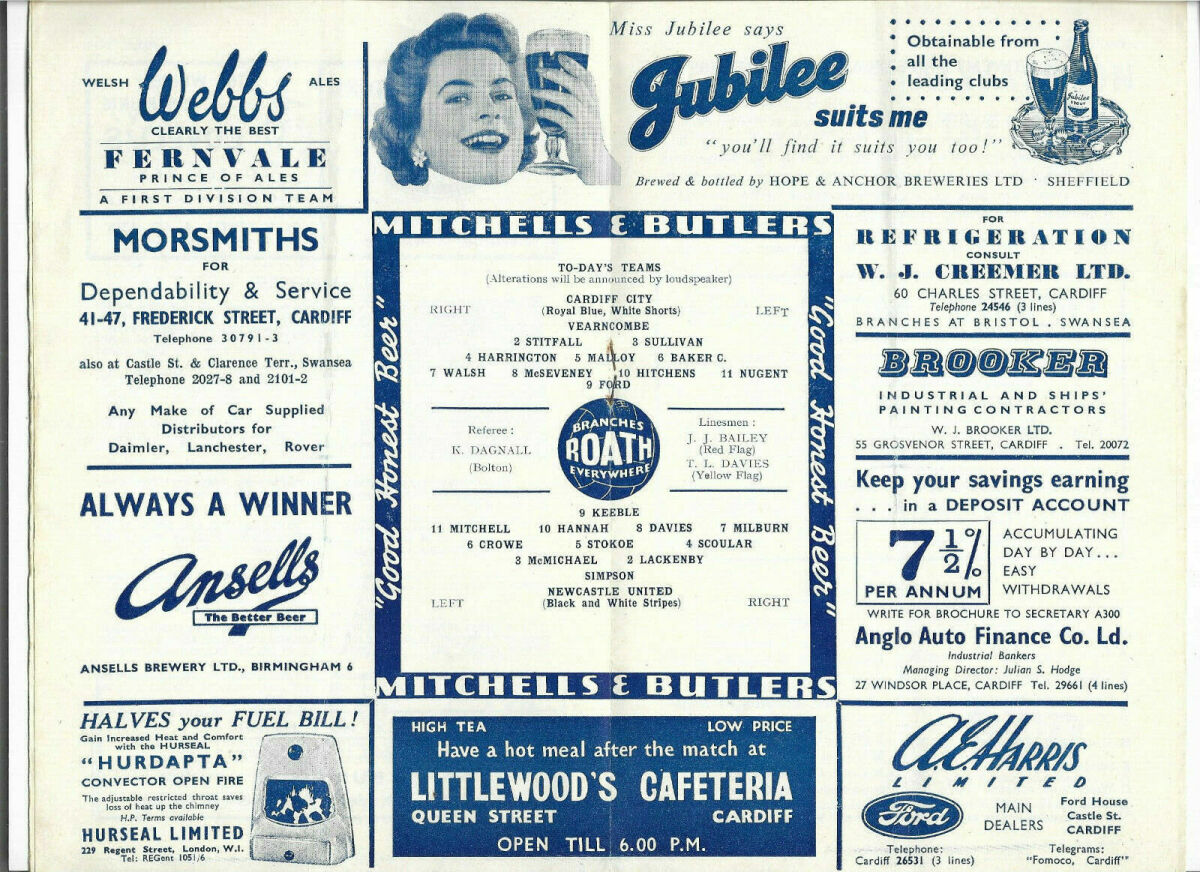 WELSH Webbs ALES
CLEARLY THE BEST
FERNVALE
PRINCE OF ALES
A FIRST DIVISION TEAM
Miss Jubilee says
Jubilee
suits me
"you'll find it suits you too!"
Brewed & bottled by HOPE & ANCHOR BREWERIES LTD · SHEFFIELD
Obtainable from
all the
leading clubs
Jubilee
STOUT
MORSMITHS
FOR
Dependability & Service
41-47, FREDERICK STREET, CARDIFF
Telephone 30791-3
also at Castle St. & Clarence Terr., Swansea
Telephone 2027-8 and 2101-2
Any Make of Car Supplied
Distributors for
Daimler, Lanchester, Rover
ALWAYS A WINNER
Ansells
The Better Beer
ANSELLS BREWERY LTD., BIRMINGHAM 6
HALVES your FUEL BILL!
Gain Increased Heat and Comfort
with the HURSEAL
"HURDAPTA"
CONVECTOR OPEN FIRE
The adjustable restricted throat saves
loss of heat up the chimney
H.P. Terms available
HURSEAL LIMITED
229 Regent Street, London, W.I.
Tel: REGent 1051/6
MITCHELLS & BUTLERS
"Good Honest Beer"
TO-DAY'S TEAMS
(Alterations will be announced by loudspeaker)
CARDIFF CITY
RIGHT (Royal Blue, White Shorts) LEFT
VEARNCOMBE
2 STITFALL 3 SULLIVAN
4 HARRINGTON 5 MALLOY 6 BAKER C.
7 WALSH 8 McSEVENEY 10 HITCHENS 11 NUGENT
9 FORD
Referee :
K. DAGNALL
(Bolton)
BRANCHES
ROATH
EVERYWHERE
Linesmen :
J. J. BAILEY
(Red Flag)
T. L. DAVIES
(Yellow Flag)
9 KEEBLE
11 MITCHELL 10 HANNAH 8 DAVIES 7 MILBURN
6 CROWE 5 STOKOE 4 SCOULAR
3 McMICHAEL 2 LACKENBY
SIMPSON
NEWCASTLE UNITED
LEFT (Black and White Stripes) RIGHT
"Good Honest Beer"
MITCHELLS & BUTLERS
HIGH TEA LOW PRICE
Have a hot meal after the match at
LITTLEWOOD'S CAFETERIA
QUEEN STREET CARDIFF
OPEN TILL 6.00 P.M.
FOR
REFRIGERATION
CONSULT
W. J. CREEMER LTD.
60 CHARLES STREET, CARDIFF
Telephone 24546 (3 lines)
BRANCHES AT BRISTOL . SWANSEA
BROOKER
INDUSTRIAL AND SHIPS'
PAINTING CONTRACTORS
W. J. BROOKER LTD.
55 GROSVENOR STREET, CARDIFF . Tel. 20072
Keep your savings earning
. . . in a DEPOSIT ACCOUNT
7½%
PER ANNUM
ACCUMULATING
DAY BY DAY...
EASY
WITHDRAWALS
WRITE FOR BROCHURE TO SECRETARY A300
Anglo Auto Finance Co. Ld.
Industrial Bankers
Managing Director: Julian S. Hodge
27 WINDSOR PLACE, CARDIFF Tel. 29661 (4 lines)
A.E. HARRIS
LIMITED
Ford
MAIN
DEALERS
Ford House
Castle St.
CARDIFF
Telephone:
Cardiff 26531 (3 lines)
Telegrams:
"Fomoco, Cardiff"